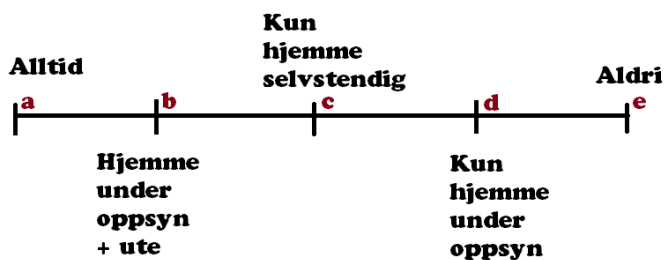 Alltid
Kun
hjemme
selvstendig
Aldri
a
b
c
d
e
Hjemme
under
oppsyn
+ ute
Kun
hjemme
under
oppsyn